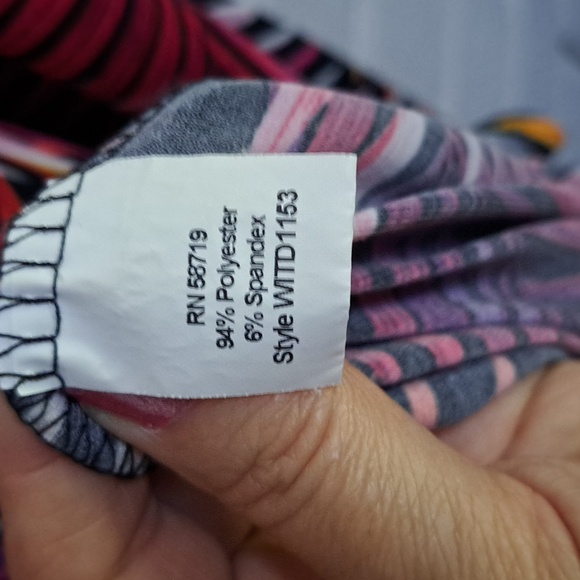 RN 58719
94% Polyester
6% Spandex
Style WITD1153